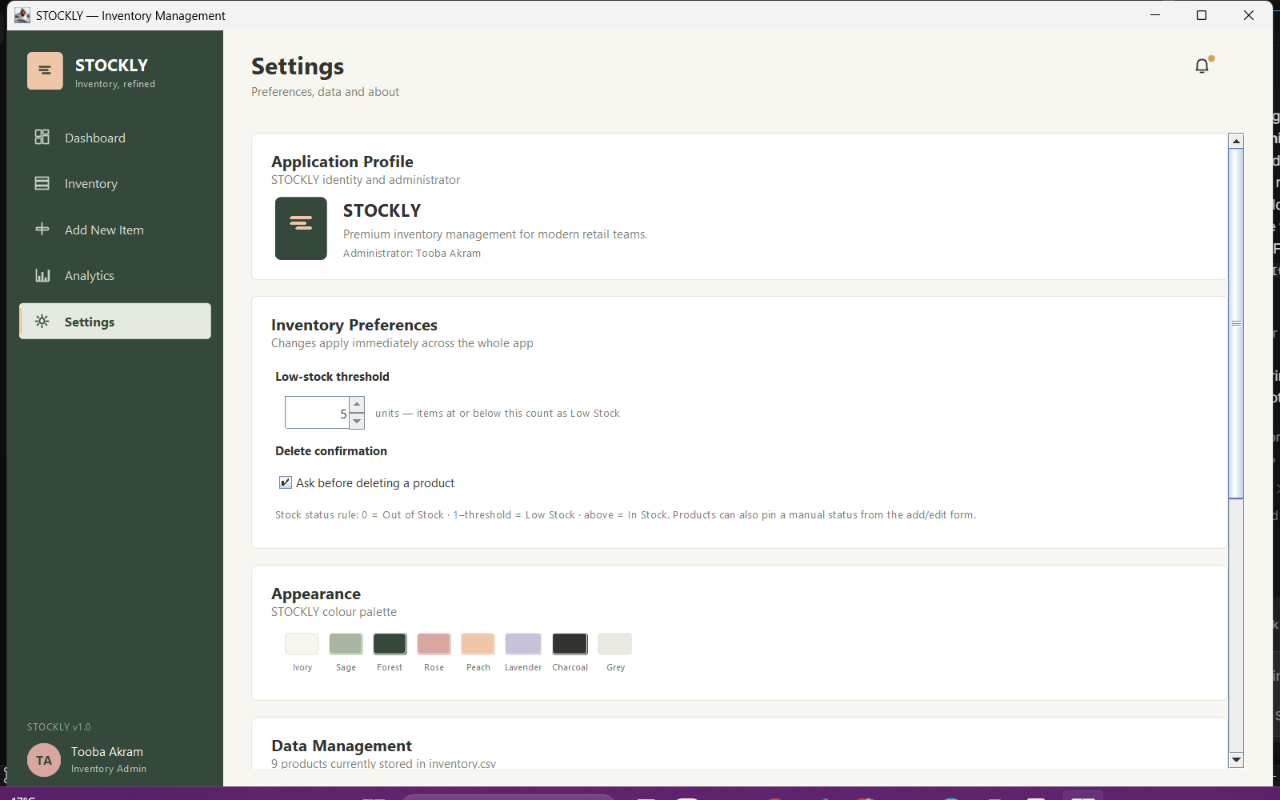 STOCKLY — Inventory Management
STOCKLY
Inventory, refined
Dashboard
Inventory
Add New Item
Analytics
Settings
STOCKLY v1.0
TA
Tooba Akram
Inventory Admin
Settings
Preferences, data and about
Application Profile
STOCKLY identity and administrator
STOCKLY
Premium inventory management for modern retail teams.
Administrator: Tooba Akram
Inventory Preferences
Changes apply immediately across the whole app
Low-stock threshold
5 units — items at or below this count as Low Stock
Delete confirmation
Ask before deleting a product
Stock status rule: 0 = Out of Stock · 1–threshold = Low Stock · above = In Stock. Products can also pin a manual status from the add/edit form.
Appearance
STOCKLY colour palette
Ivory Sage Forest Rose Peach Lavender Charcoal Grey
Data Management
9 products currently stored in inventory.csv